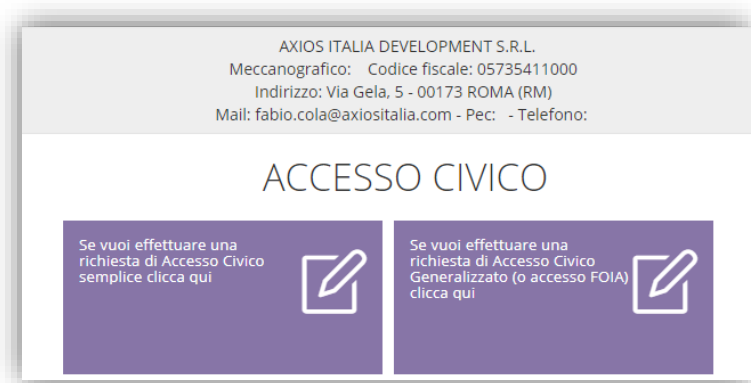 AXIOS ITALIA DEVELOPMENT S.R.L.
Meccanografico: Codice fiscale: 05735411000
Indirizzo: Via Gela, 5 - 00173 ROMA (RM)
Mail: fabio.cola@axiositalia.com - Pec: - Telefono:
ACCESSO CIVICO
Se vuoi effettuare una
richiesta di Accesso Civico
semplice clicca qui
Se vuoi effettuare una
richiesta di Accesso Civico
Generalizzato (o accesso FOIA)
clicca qui